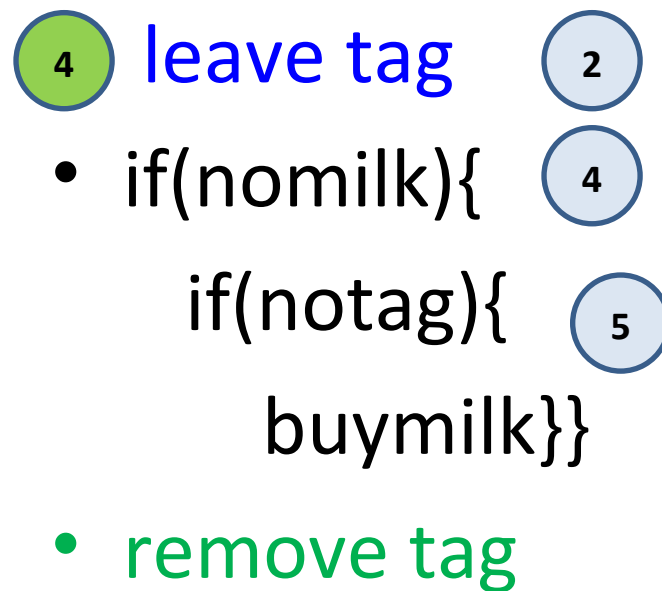 4 leave tag 2
• if(nomilk){ 4
if(notag){ 5
buymilk}}
• remove tag